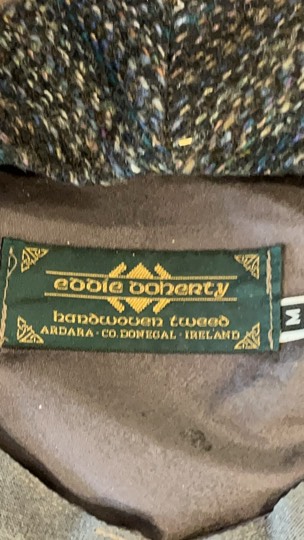 eddie doherty
handwoven tweed
ARDARA · CO. DONEGAL · IRELAND
M